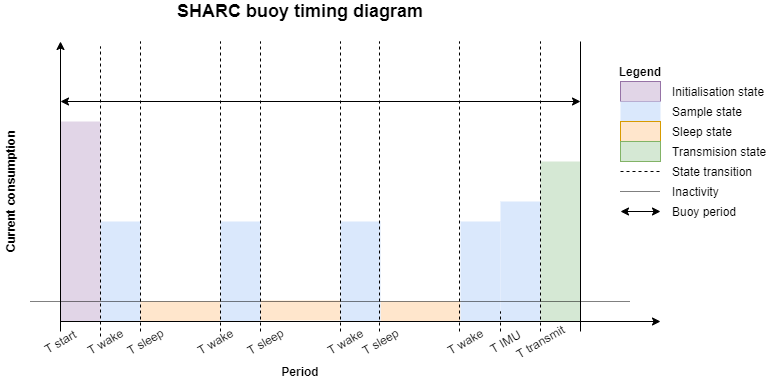 SHARC buoy timing diagram
Legend
Initialisation state
Sample state
Sleep state
Transmision state
State transition
Inactivity
Buoy period
Current consumption
T start
T wake
T sleep
T wake
T sleep
T wake
T sleep
T wake
T IMU
T transmit
Period